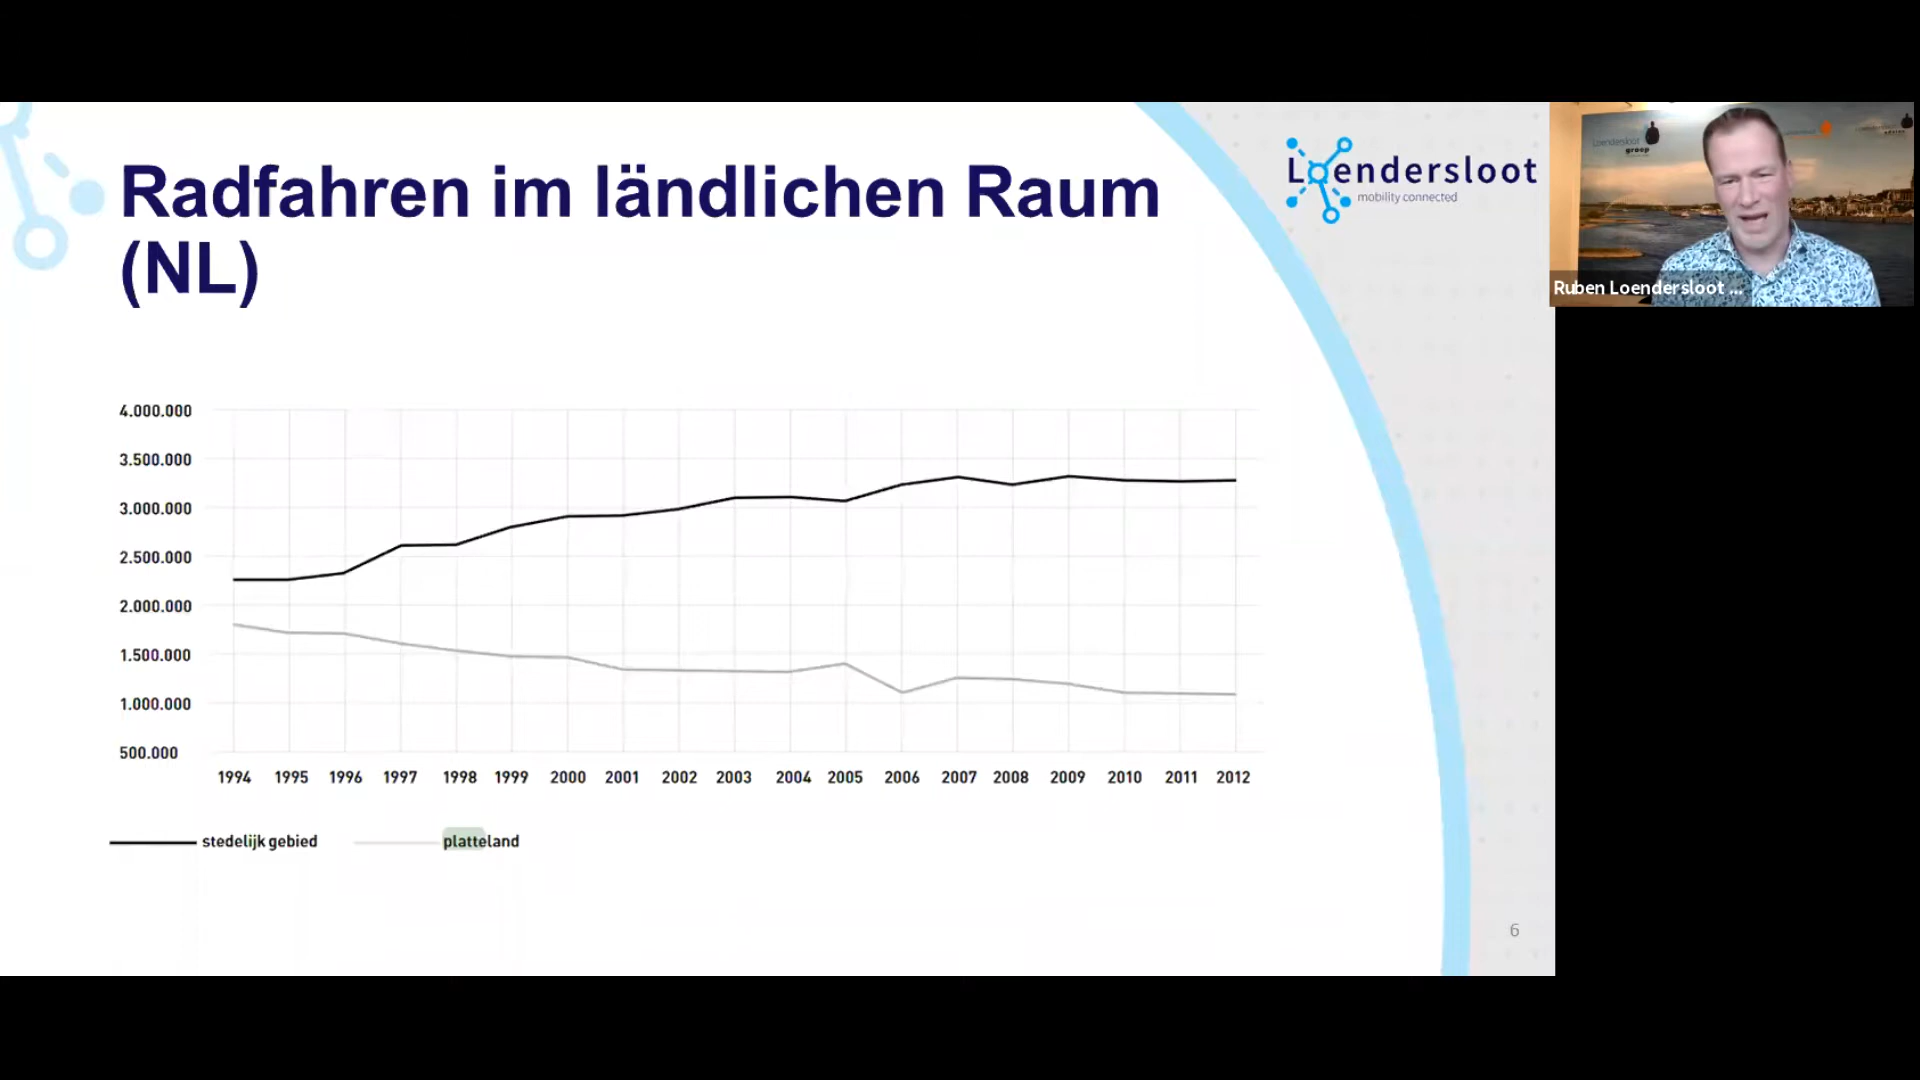 Radfahren im ländlichen Raum
(NL)
Loendersloot
mobility connected
Ruben Loendersloot ...
4.000.000
3.500.000
3.000.000
2.500.000
2.000.000
1.500.000
1.000.000
500.000
1994 1995 1996 1997 1998 1999 2000 2001 2002 2003 2004 2005 2006 2007 2008 2009 2010 2011 2012
stedelijk gebied platteland
6